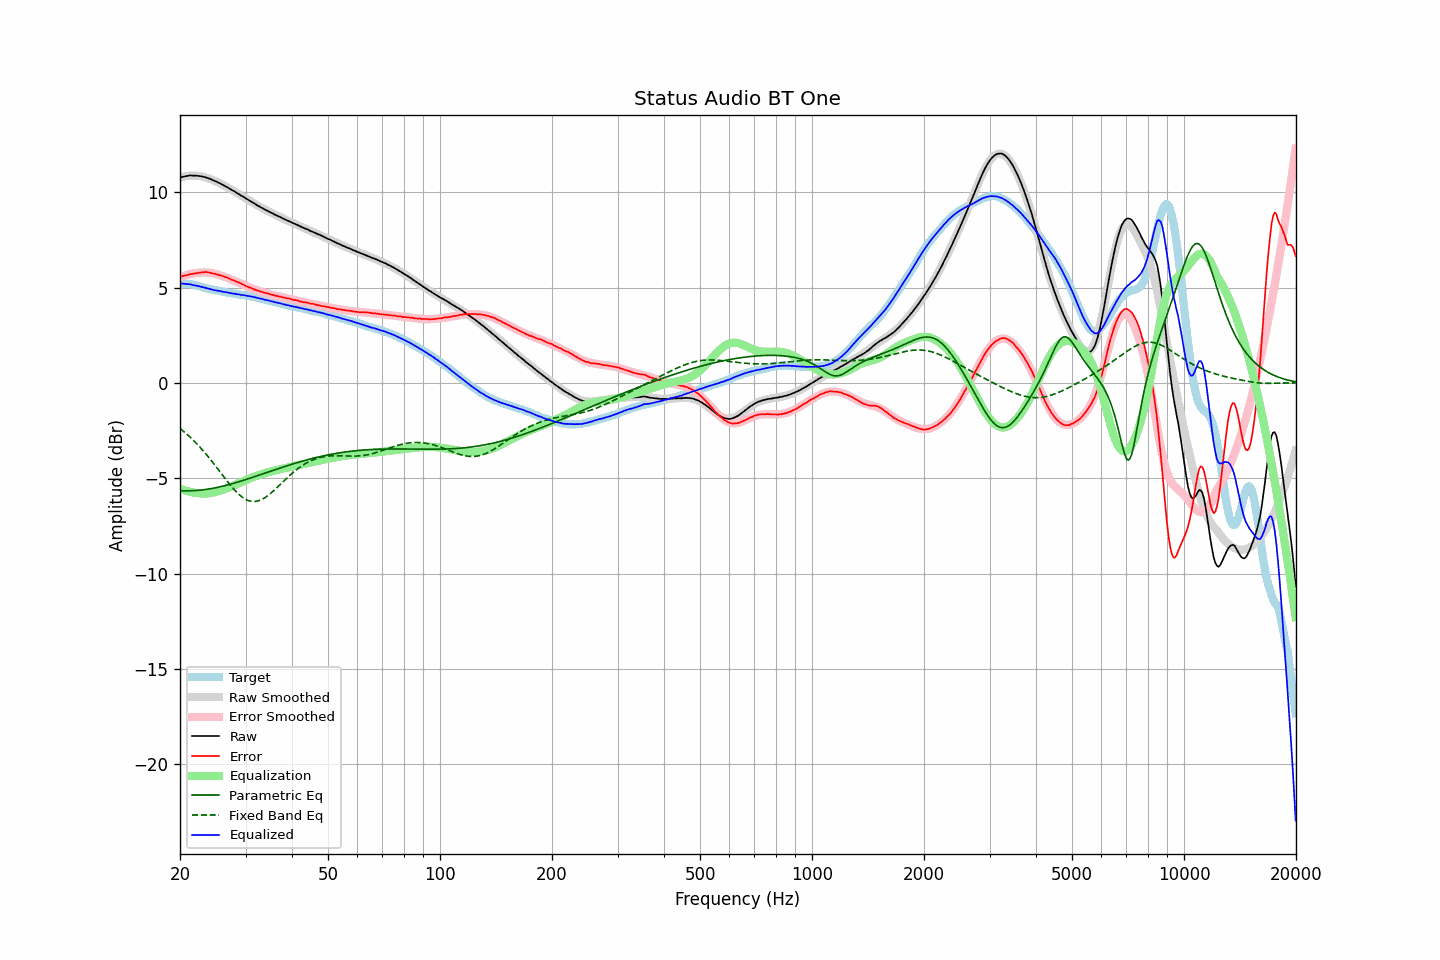 Status Audio BT One
Amplitude (dBr)
10
5
0
−5
−10
−15
−20
Target
Raw Smoothed
Error Smoothed
Raw
Error
Equalization
Parametric Eq
Fixed Band Eq
Equalized
20 50 100 200 500 1000 2000 5000 10000 20000
Frequency (Hz)